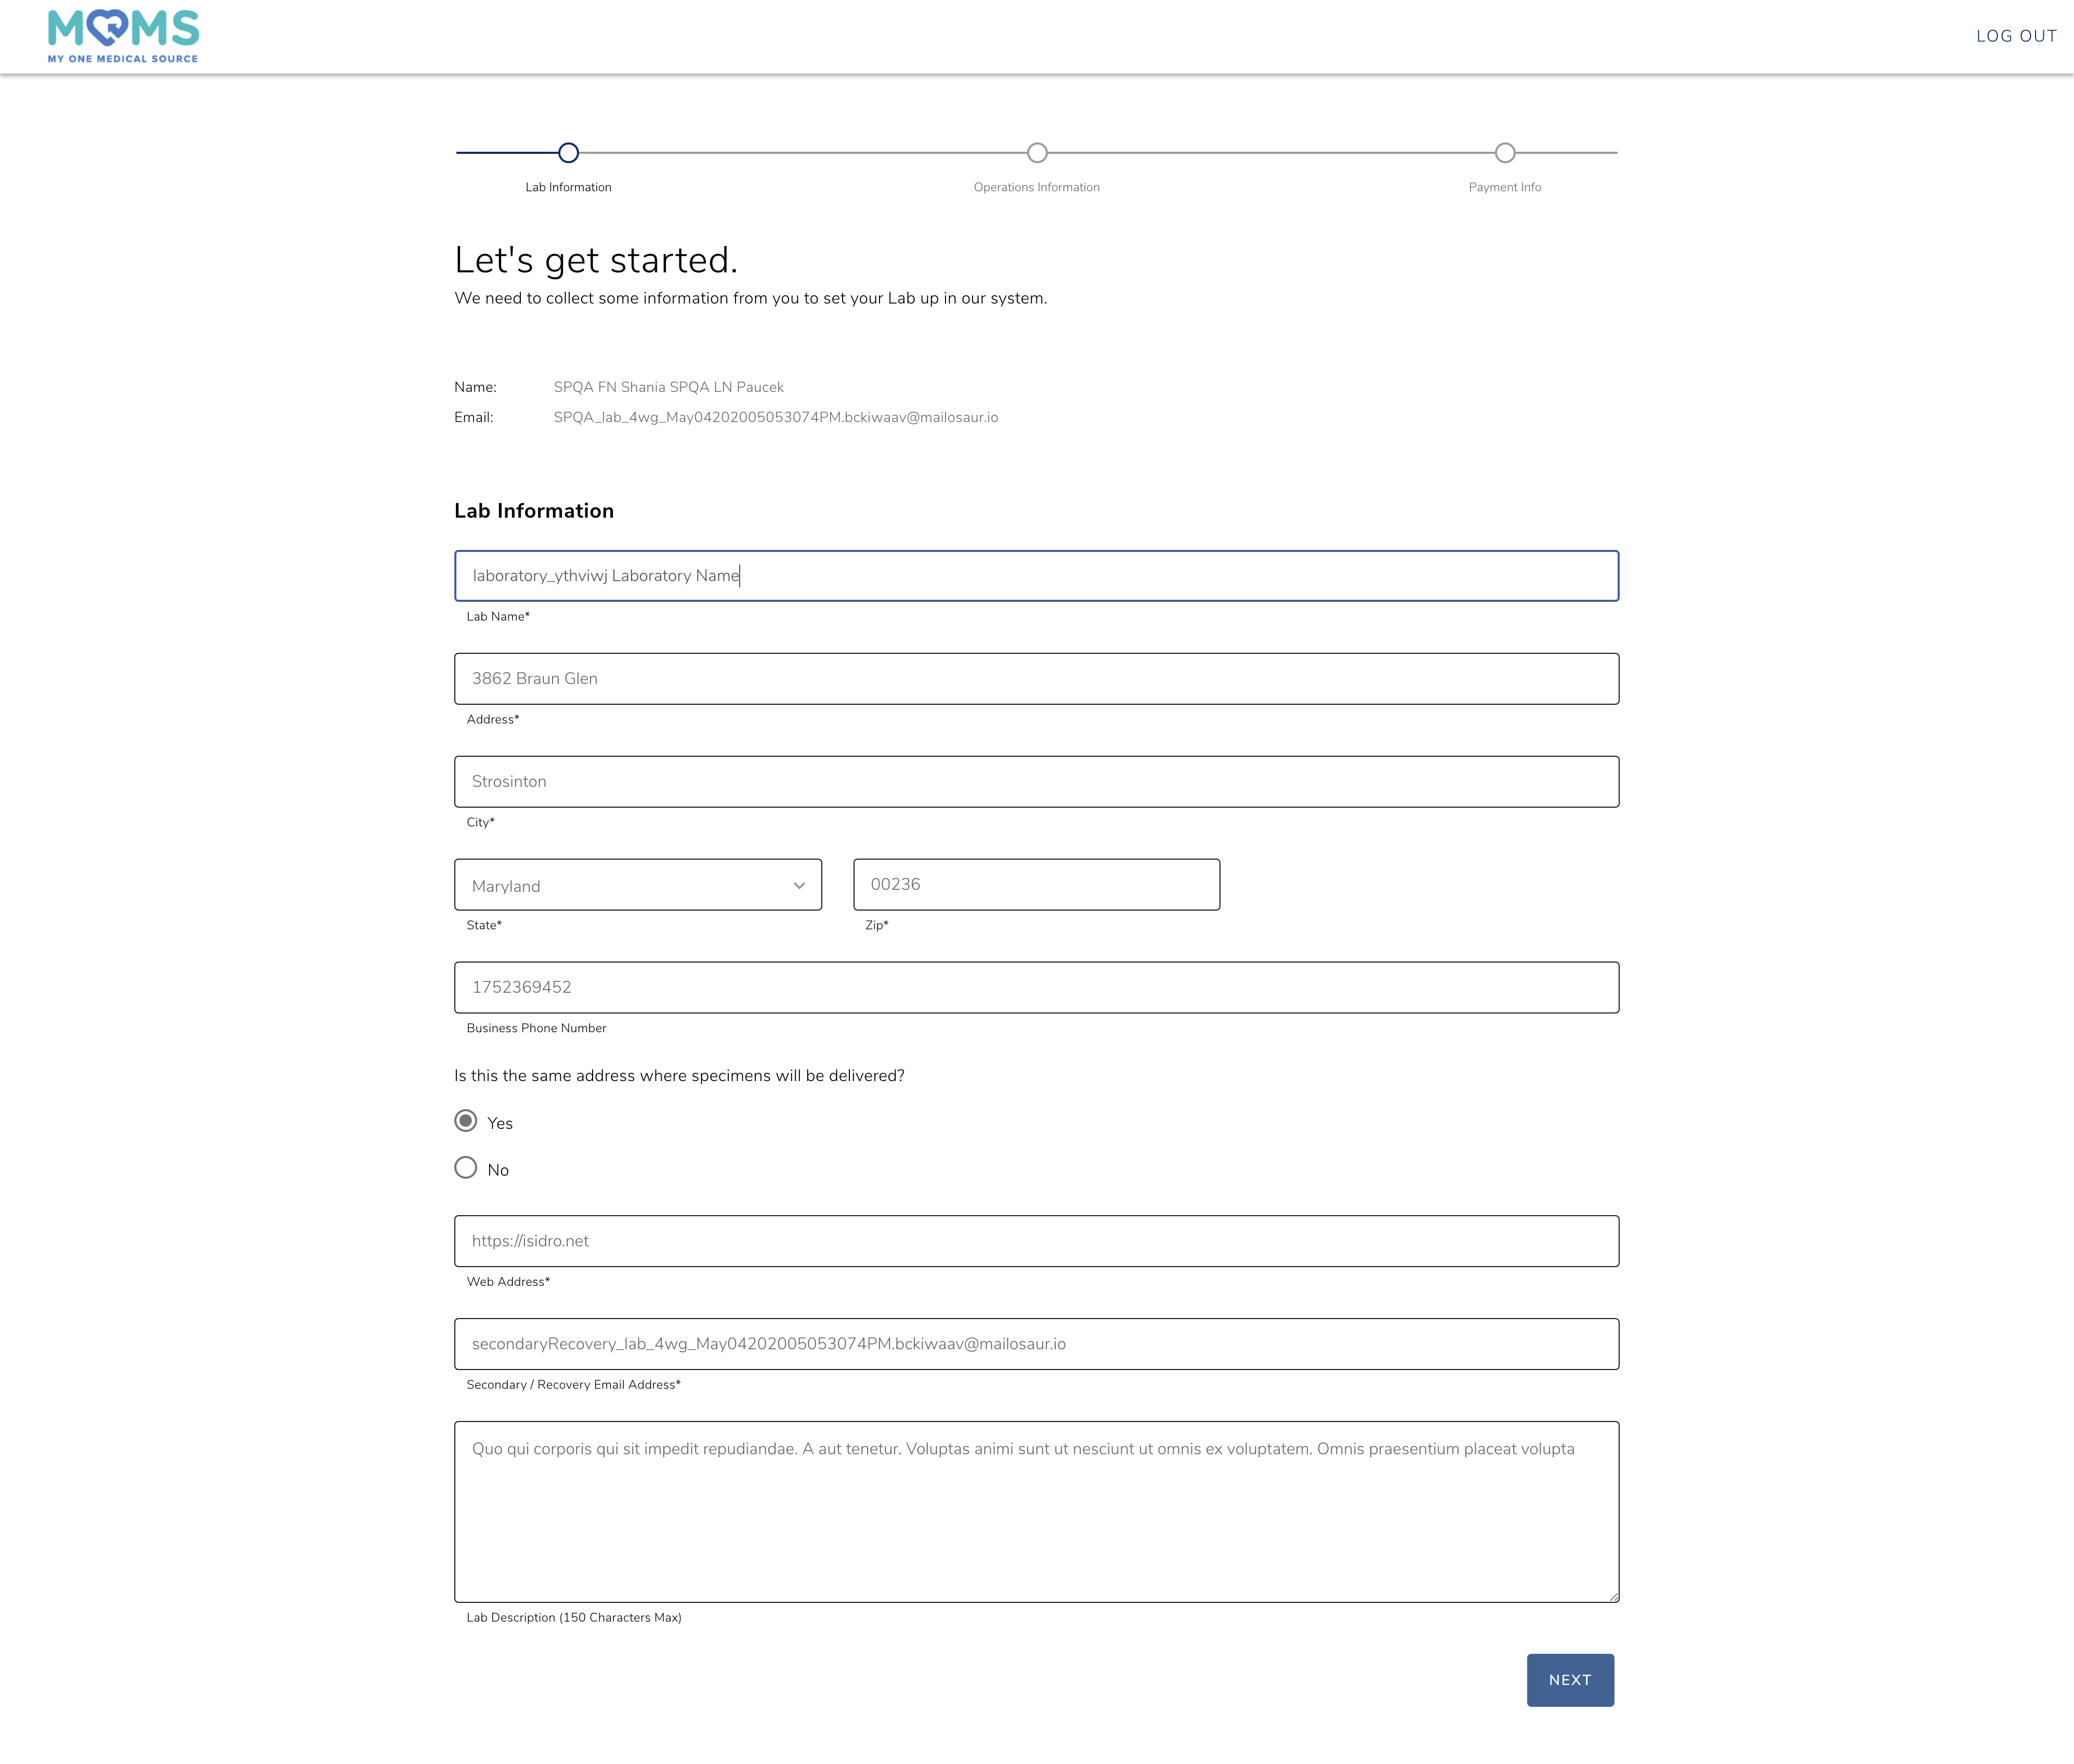 MOMS
MY ONE MEDICAL SOURCE
LOG OUT
Lab Information
Operations Information
Payment Info
Let's get started.
We need to collect some information from you to set your Lab up in our system.
Name: SPQA FN Shania SPQA LN Paucek
Email: SPQA_lab_4wg_May04202005053074PM.bckiwaav@mailosaur.io
Lab Information
laboratory_ythviwj Laboratory Name
Lab Name*
3862 Braun Glen
Address*
Strosinton
City*
Maryland 00236
State* Zip*
1752369452
Business Phone Number
Is this the same address where specimens will be delivered?
Yes
No
https://isidro.net
Web Address*
secondaryRecovery_lab_4wg_May04202005053074PM.bckiwaav@mailosaur.io
Secondary / Recovery Email Address*
Quo qui corporis qui sit impedit repudiandae. A aut tenetur. Voluptas animi sunt ut nesciunt ut omnis ex voluptatem. Omnis praesentium placeat volupta
Lab Description (150 Characters Max)
NEXT